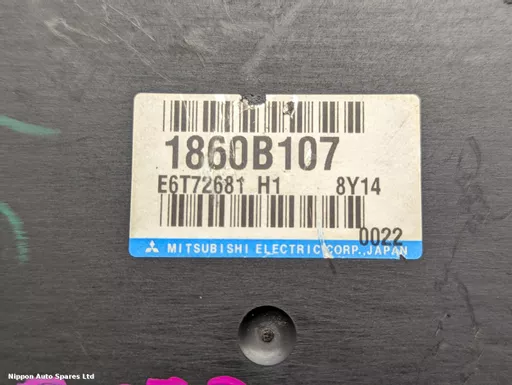 1860B107
E6T72681 H1 8Y14
0022
MITSUBISHI ELECTRIC CORP., JAPAN
Nippon Auto Spares Ltd